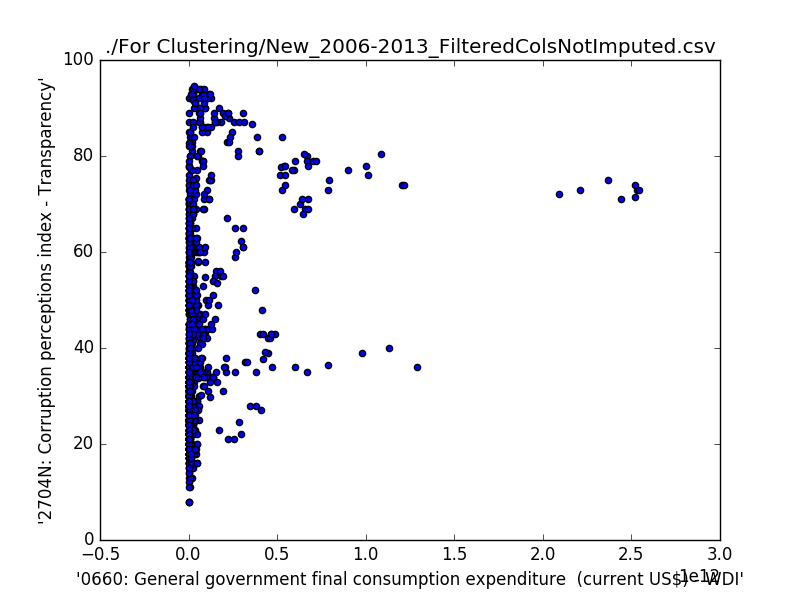 ./For Clustering/New_2006-2013_FilteredColsNotImputed.csv
100
80
60
40
20
0
'2704N: Corruption perceptions index - Transparency'
−0.5 0.0 0.5 1.0 1.5 2.0 2.5 3.0
1e12
'0660: General government final consumption expenditure (current US$) - WDI'